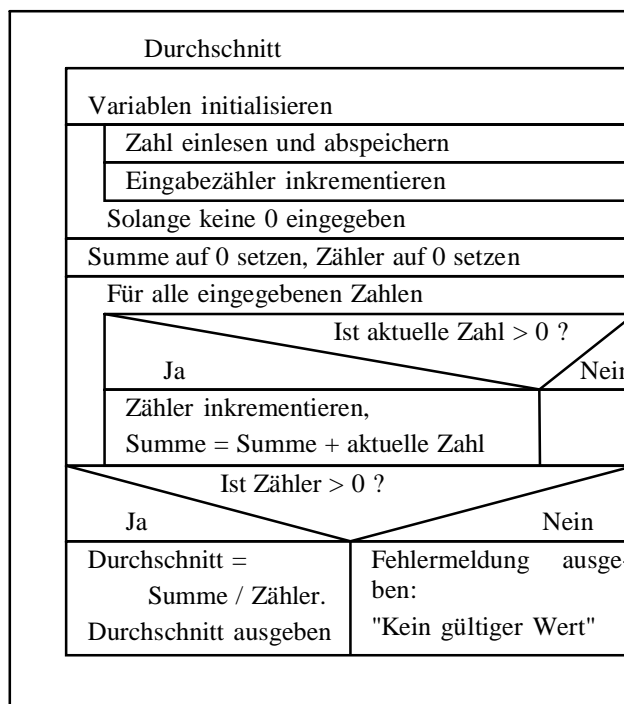 Durchschnitt
Variablen initialisieren
Zahl einlesen und abspeichern
Eingabezähler inkrementieren
Solange keine 0 eingegeben
Summe auf 0 setzen, Zähler auf 0 setzen
Für alle eingegebenen Zahlen
Ist aktuelle Zahl > 0 ?
Ja Nein
Zähler inkrementieren,
Summe = Summe + aktuelle Zahl
Ist Zähler > 0 ?
Ja Nein
Durchschnitt =
Summe / Zähler.
Durchschnitt ausgeben
Fehlermeldung ausge-
ben:
"Kein gültiger Wert"